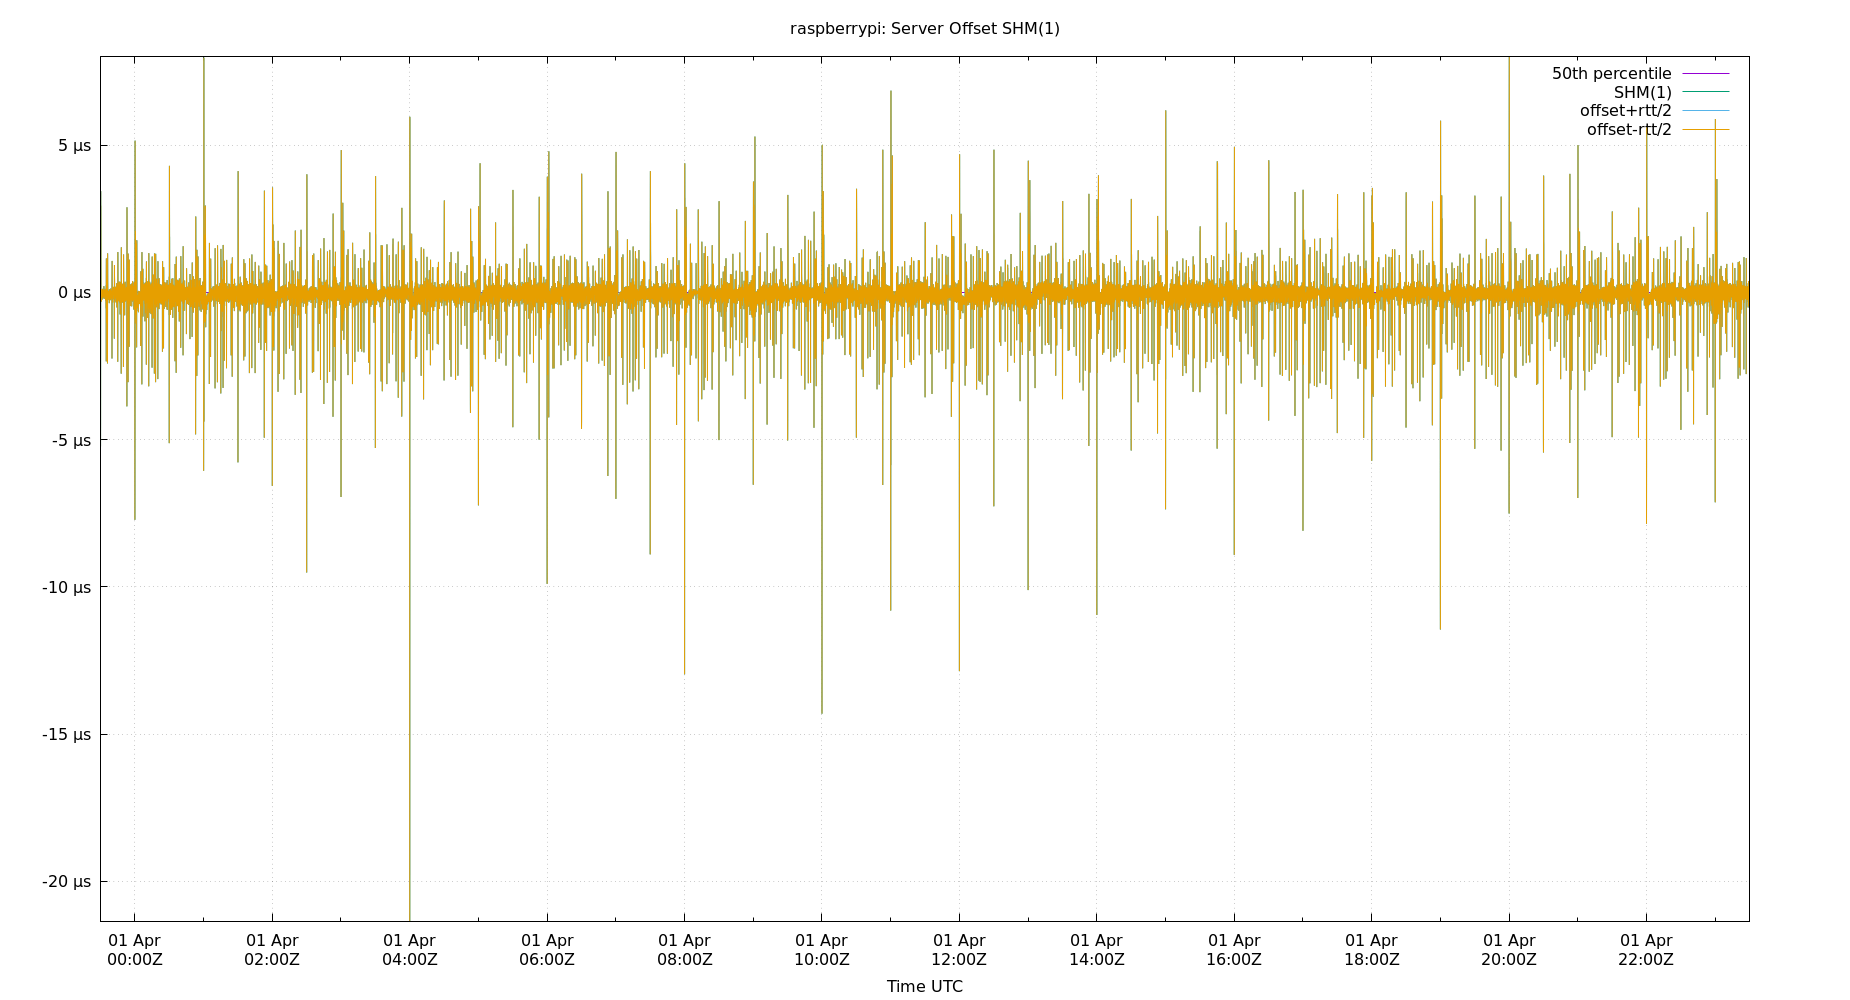 raspberrypi: Server Offset SHM(1)
50th percentile
SHM(1)
offset+rtt/2
offset-rtt/2
5 µs
0 µs
-5 µs
-10 µs
-15 µs
-20 µs
01 Apr 01 Apr 01 Apr 01 Apr 01 Apr 01 Apr 01 Apr 01 Apr 01 Apr 01 Apr 01 Apr 01 Apr
00:00Z 02:00Z 04:00Z 06:00Z 08:00Z 10:00Z 12:00Z 14:00Z 16:00Z 18:00Z 20:00Z 22:00Z
Time UTC